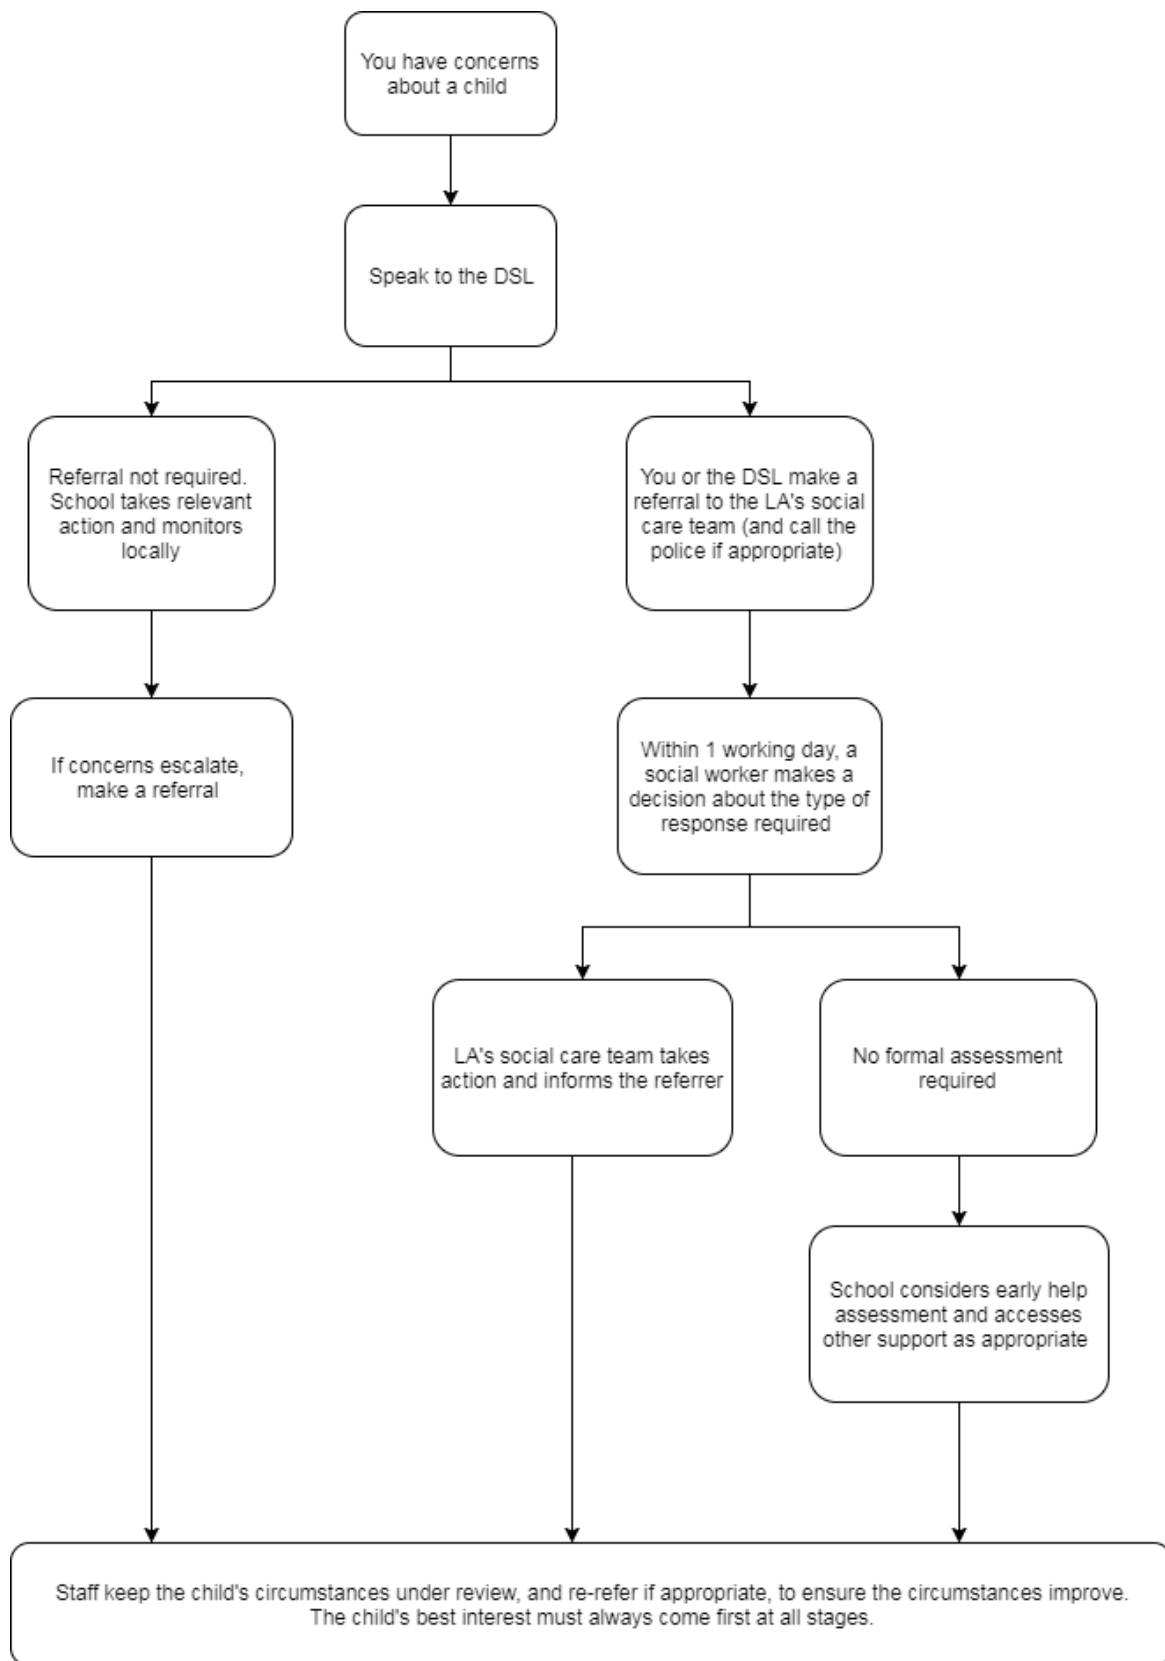 You have concerns
about a child
Speak to the DSL
Referral not required.
School takes relevant
action and monitors
locally
You or the DSL make a
referral to the LA's social
care team (and call the
police if appropriate)
If concerns escalate,
make a referral
Within 1 working day, a
social worker makes a
decision about the type of
response required
LA's social care team takes
action and informs the referrer
No formal assessment
required
School considers early help
assessment and accesses
other support as appropriate
Staff keep the child's circumstances under review, and re-refer if appropriate, to ensure the circumstances improve.
The child's best interest must always come first at all stages.